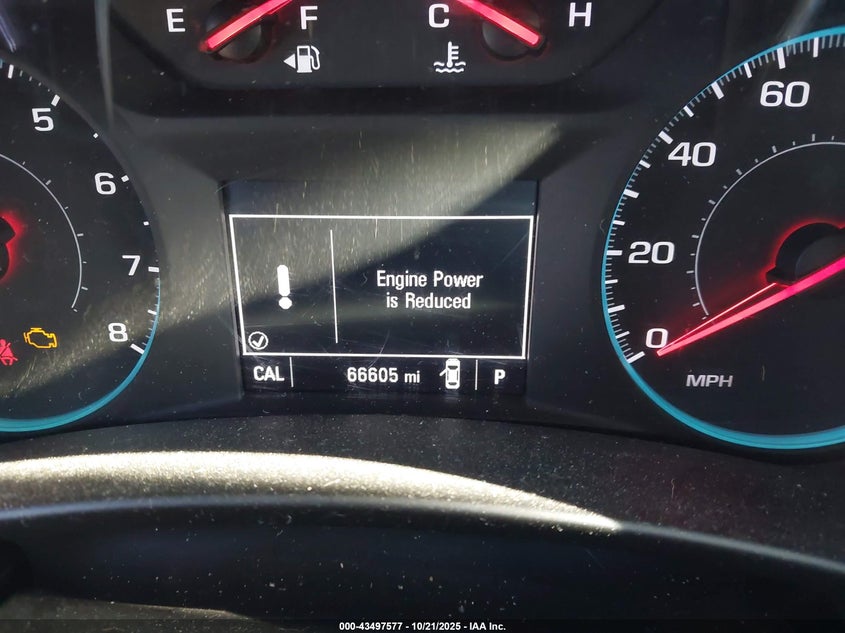 E F C H
5
6
7
8
60
40
20
0
MPH
Engine Power
is Reduced
CAL 66605 mi P
000-43497577 - 10/21/2025 - IAA Inc.